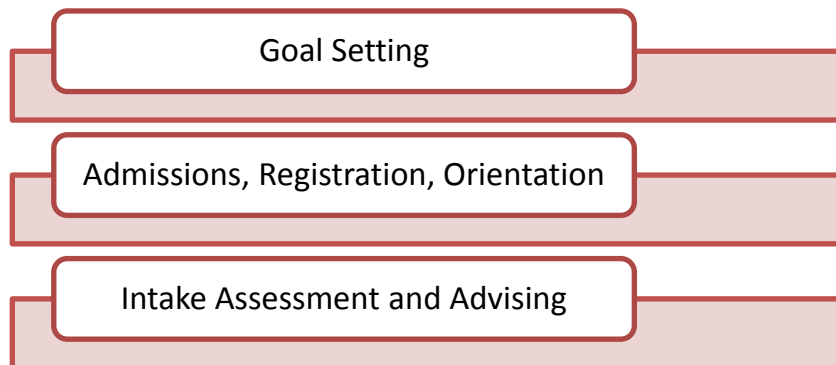 Goal Setting
Admissions, Registration, Orientation
Intake Assessment and Advising